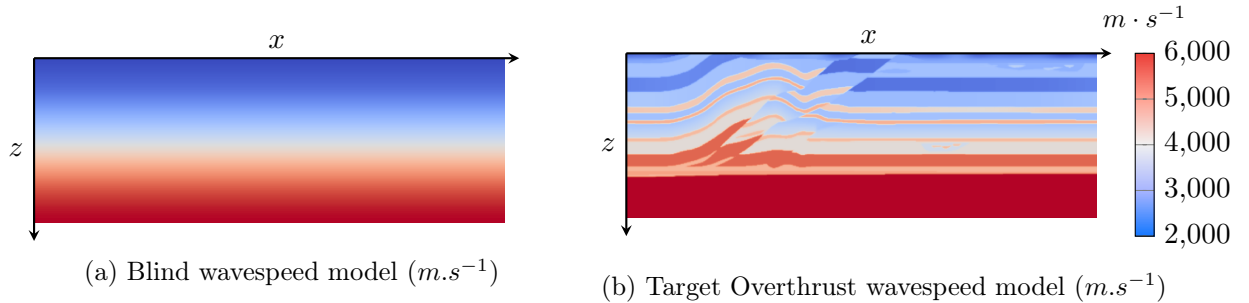 x
z
(a) Blind wavespeed model (m.s⁻¹)
x
z
m · s⁻¹
6,000
5,000
4,000
3,000
2,000
(b) Target Overthrust wavespeed model (m.s⁻¹)